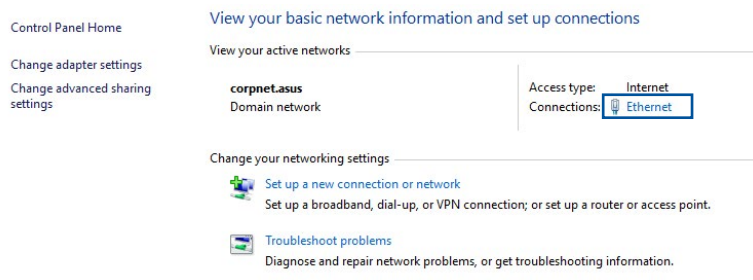 Control Panel Home
Change adapter settings
Change advanced sharing
settings
View your basic network information and set up connections
View your active networks
corpnet.asus
Domain network
Access type: Internet
Connections: Ethernet
Change your networking settings
Set up a new connection or network
Set up a broadband, dial-up, or VPN connection; or set up a router or access point.
Troubleshoot problems
Diagnose and repair network problems, or get troubleshooting information.